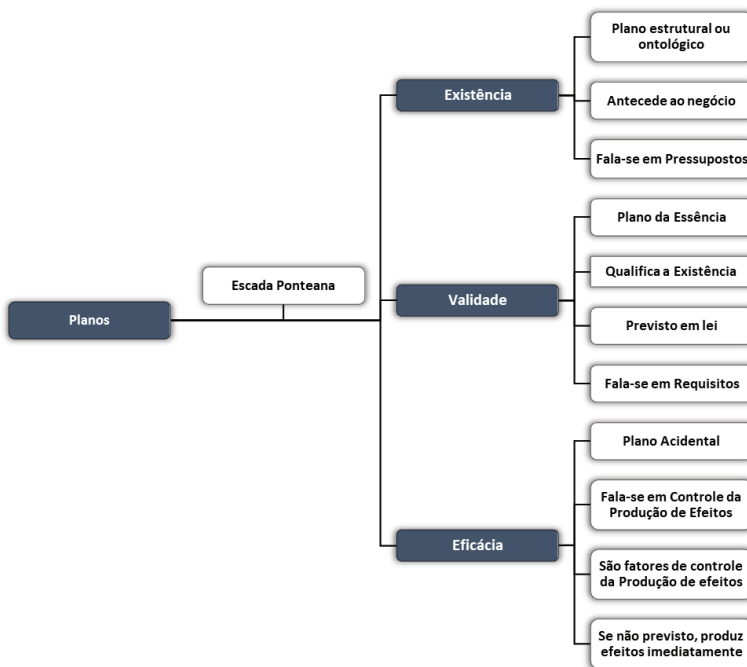 Planos
Escada Ponteana
Existência
Plano estrutural ou
ontológico
Antecede ao negócio
Fala-se em Pressupostos
Validade
Plano da Essência
Qualifica a Existência
Previsto em lei
Fala-se em Requisitos
Eficácia
Plano Acidental
Fala-se em Controle da
Produção de Efeitos
São fatores de controle
da Produção de efeitos
Se não previsto, produz
efeitos imediatamente